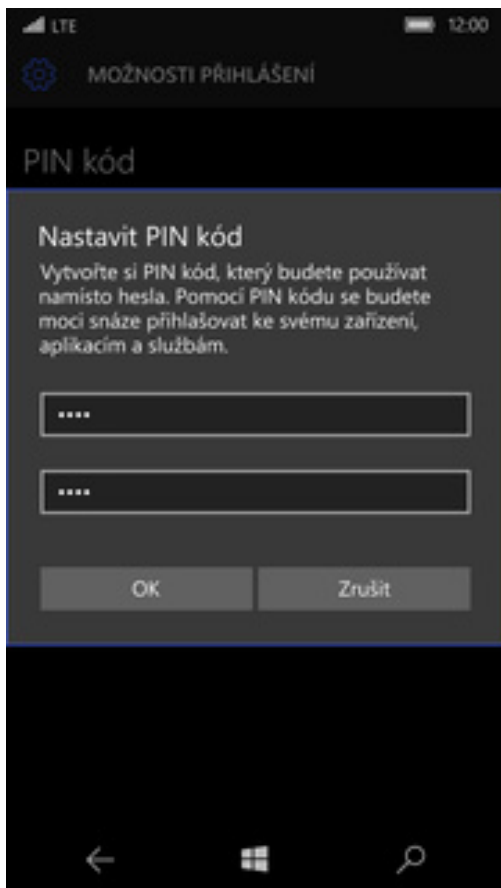 LTE 12:00
MOŽNOSTI PŘIHLÁŠENÍ
PIN kód
Nastavit PIN kód
Vytvořte si PIN kód, který budete používat
namísto hesla. Pomocí PIN kódu se budete
moci snáze přihlašovat ke svému zařízení,
aplikacím a službám.
••••
••••
OK Zrušit